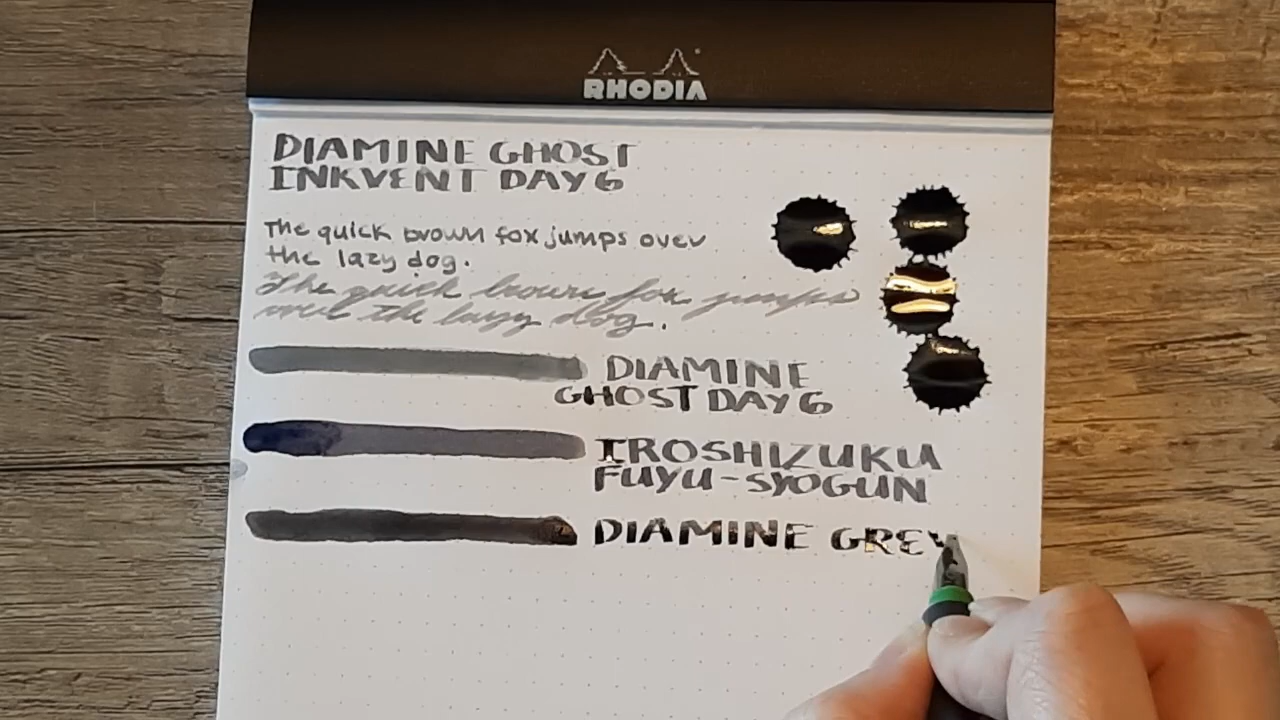 RHODIA
DIAMINE GHOST
INKVENT DAY 6
The quick brown fox jumps over
the lazy dog.
The quick brown fox jumps
over the lazy dog.
DIAMINE
GHOST DAY 6
IROSHIZUKU
FUYU-SYOGUN
DIAMINE GREY